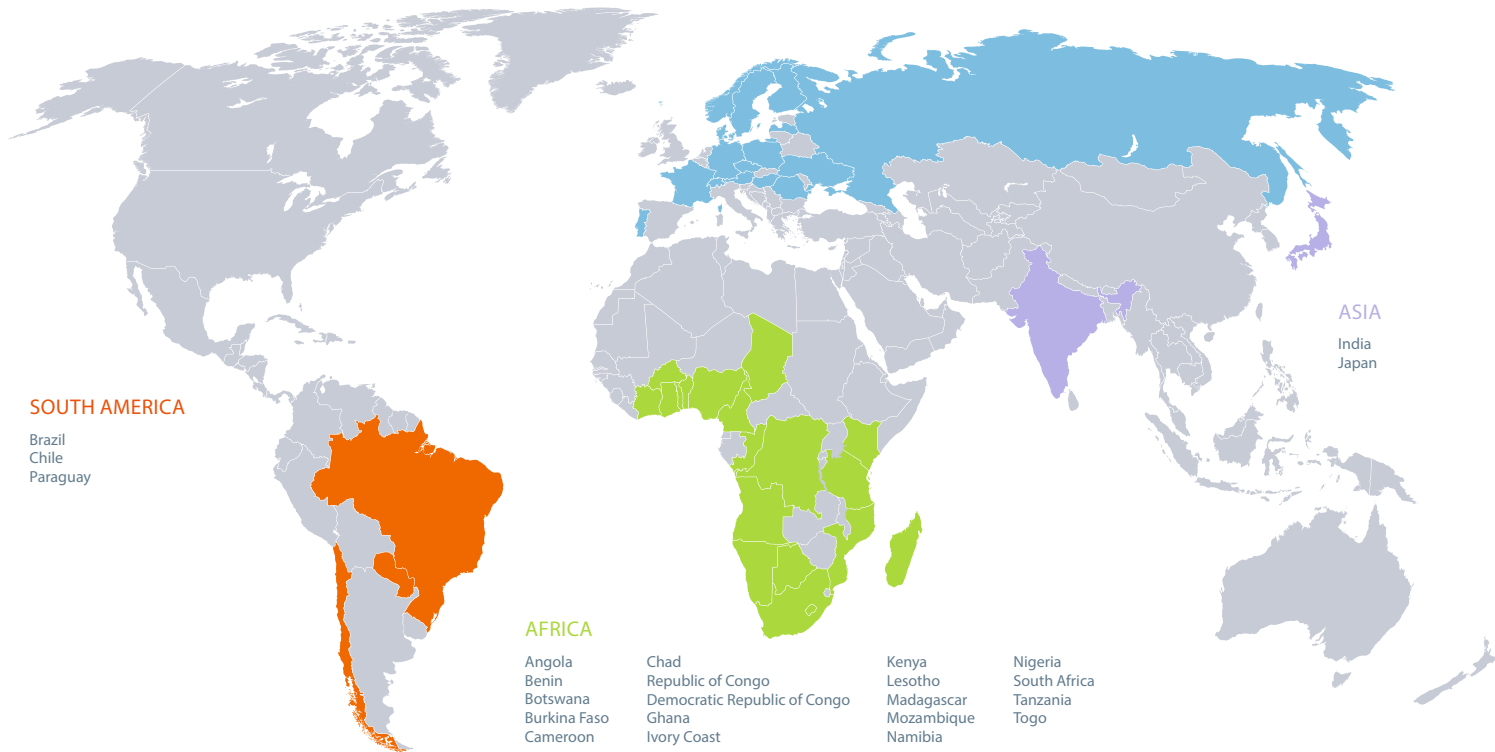 ASIA
India
Japan
SOUTH AMERICA
Brazil
Chile
Paraguay
AFRICA
Angola
Benin
Botswana
Burkina Faso
Cameroon
Chad
Republic of Congo
Democratic Republic of Congo
Ghana
Ivory Coast
Kenya
Lesotho
Madagascar
Mozambique
Namibia
Nigeria
South Africa
Tanzania
Togo